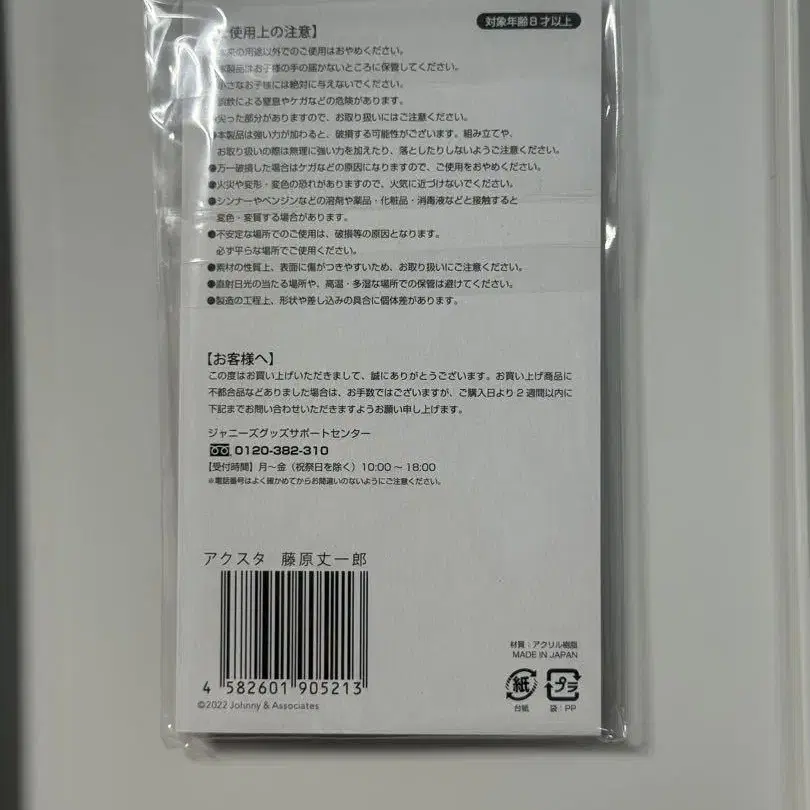 対象年齢8才以上
使用上の注意】
の用途以外でのご使用はおやめください。
本製品はお子様の手の届かないところに保管してください。
小さなお子様には絶対に与えないでください。
誤飲による窒息やケガなどの危険があります。
尖った部分がありますので、お取り扱いにはご注意ください。
●本製品は強い力が加わると、破損する可能性がございます。組み立てや、
お取り扱いの際は無理に強い力を加えたり、落としたりしないようご注意ください。
●万一破損した場合はケガなどの原因になりますので、ご使用をおやめください。
●火災や変形・変色の恐れがありますので、火気に近づけないでください。
●シンナーやベンジンなどの溶剤や薬品・化粧品・消毒液などと接触すると
変色・変質する場合があります。
●不安定な場所でのご使用は、破損等の原因となります。
必ず平らな場所でご使用ください。
●素材の性質上、表面に傷がつきやすいため、お取り扱いにご注意ください。
●直射日光の当たる場所や、高温・多湿な場所での保管は避けてください。
●製造の工程上、形状や差し込みの具合に個体差があります。
【お客様へ】
この度はお買い上げいただきまして、誠にありがとうございます。お買い上げ商品に
不都合品などありました場合は、お手数ではございますが、ご購入日より2週間以内に
下記までお問い合わせいただきますようお願い申し上げます。
ジャニーズグッズサポートセンター
0120-382-310
【受付時間】月～金（祝祭日を除く）10:00～18:00
※電話番号はよく確かめてからお間違いのないようにご注意ください。
アクスタ 藤原丈一郎
4 582601 905213
©2022 Johnny & Associates
材質：アクリル樹脂
MADE IN JAPAN
紙 プラ
台紙 袋：PP